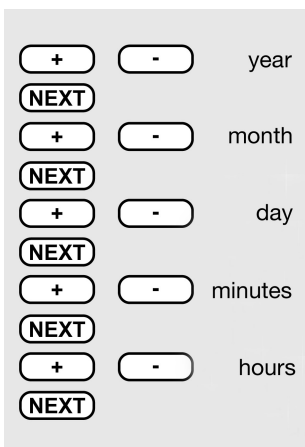 + - year
NEXT
+ - month
NEXT
+ - day
NEXT
+ - minutes
NEXT
+ - hours
NEXT